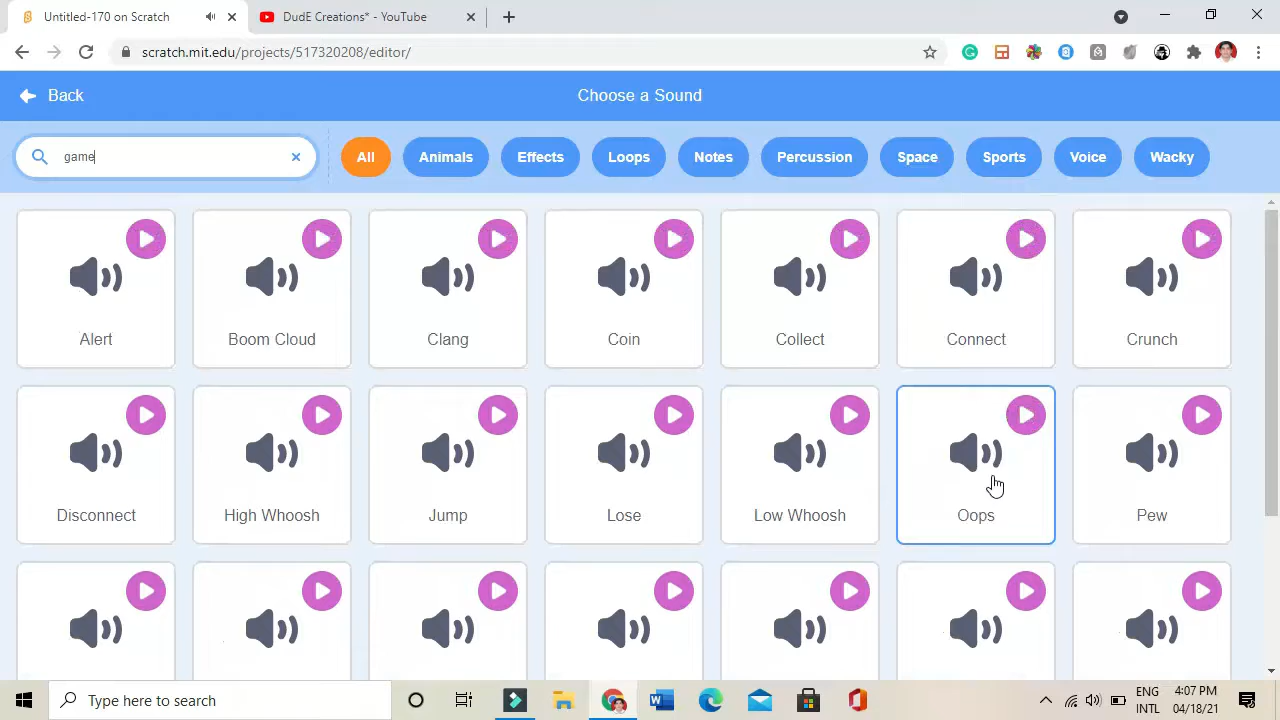 Untitled-170 on Scratch
DudE Creations* - YouTube
scratch.mit.edu/projects/517320208/editor/
Back
Choose a Sound
game
All
Animals
Effects
Loops
Notes
Percussion
Space
Sports
Voice
Wacky
Alert
Boom Cloud
Clang
Coin
Collect
Connect
Crunch
Disconnect
High Whoosh
Jump
Lose
Low Whoosh
Oops
Pew
Type here to search
ENG
INTL
4:07 PM
04/18/21